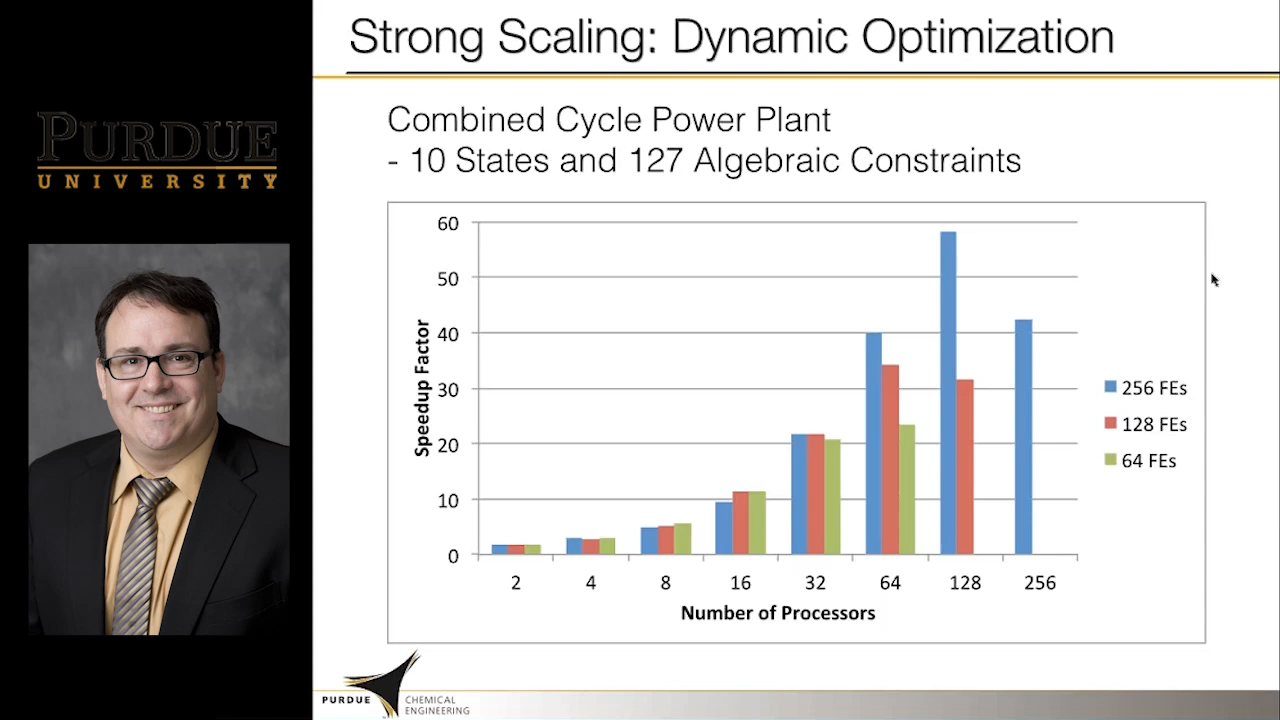 Strong Scaling: Dynamic Optimization
PURDUE
UNIVERSITY
Combined Cycle Power Plant
- 10 States and 127 Algebraic Constraints
60
50
40
30
20
10
0
Speedup Factor
2 4 8 16 32 64 128 256
Number of Processors
256 FEs
128 FEs
64 FEs
PURDUE
CHEMICAL
ENGINEERING